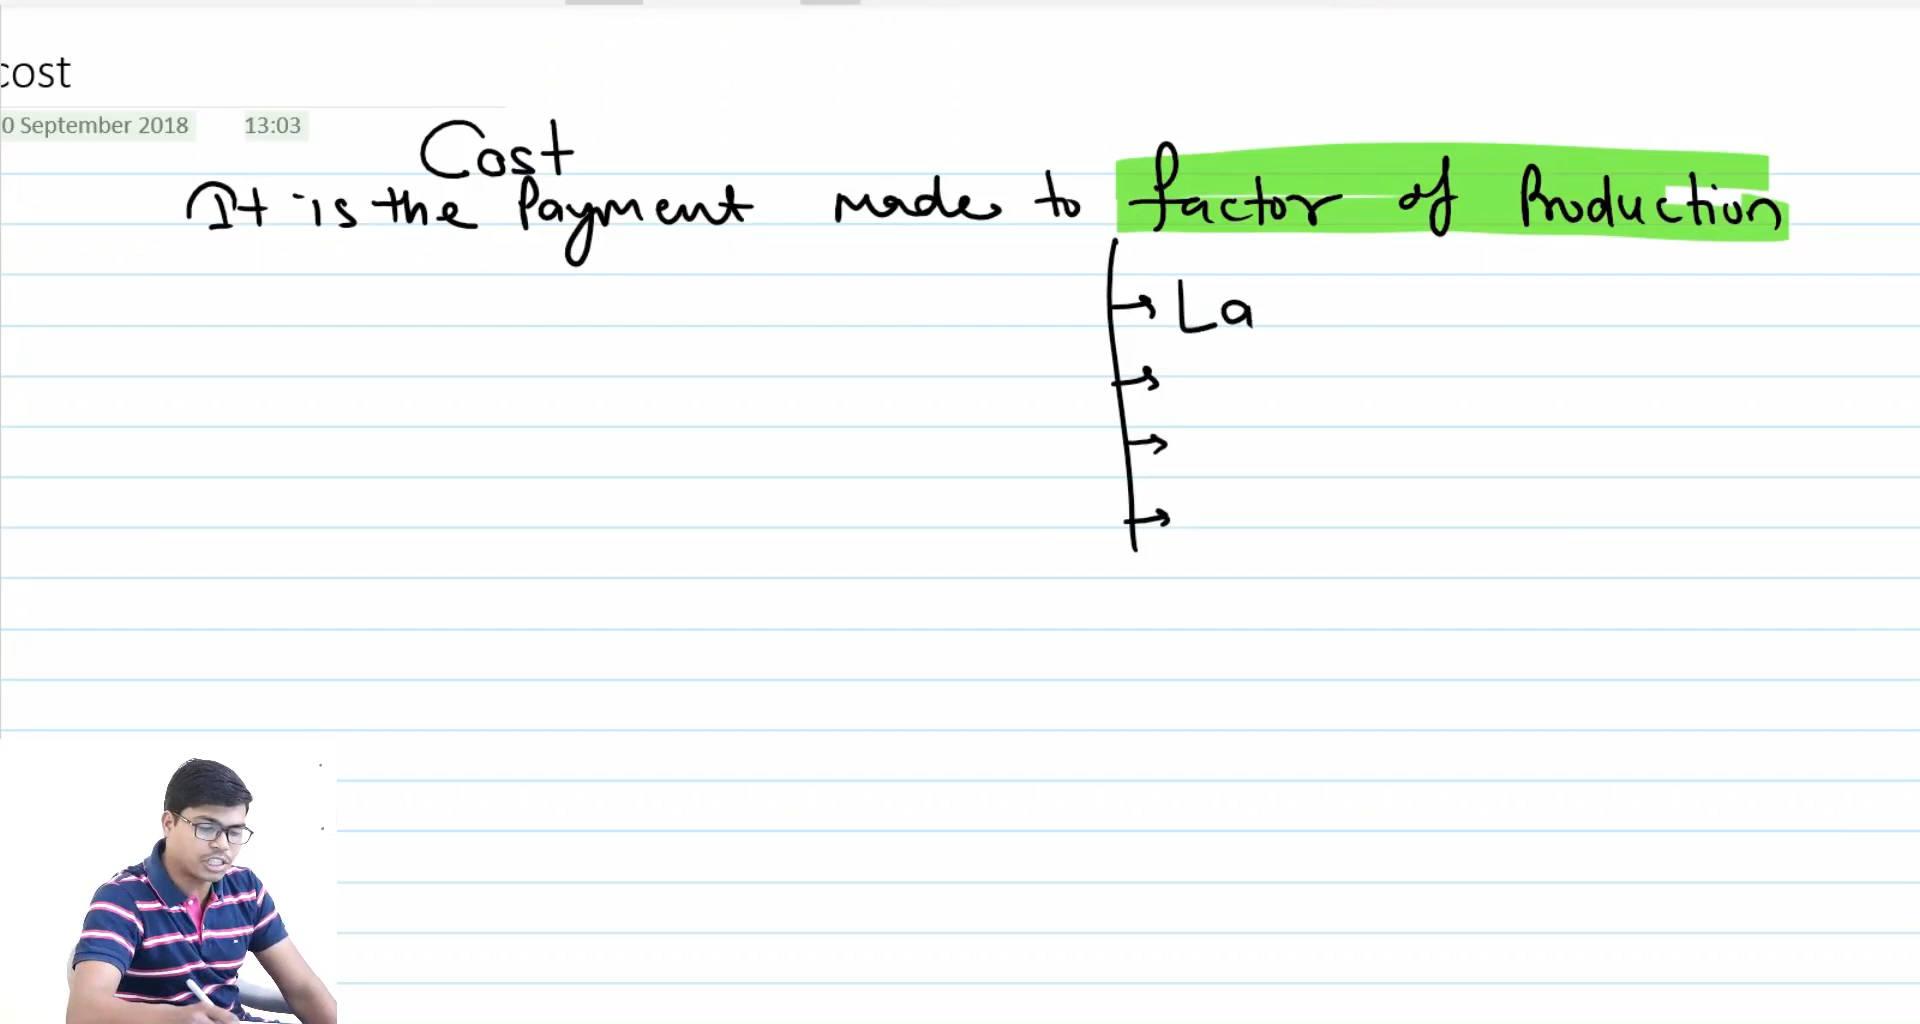 cost
0 September 2018 13:03
Cost
It is the Payment made to factor of Production
→ La
→
→
→